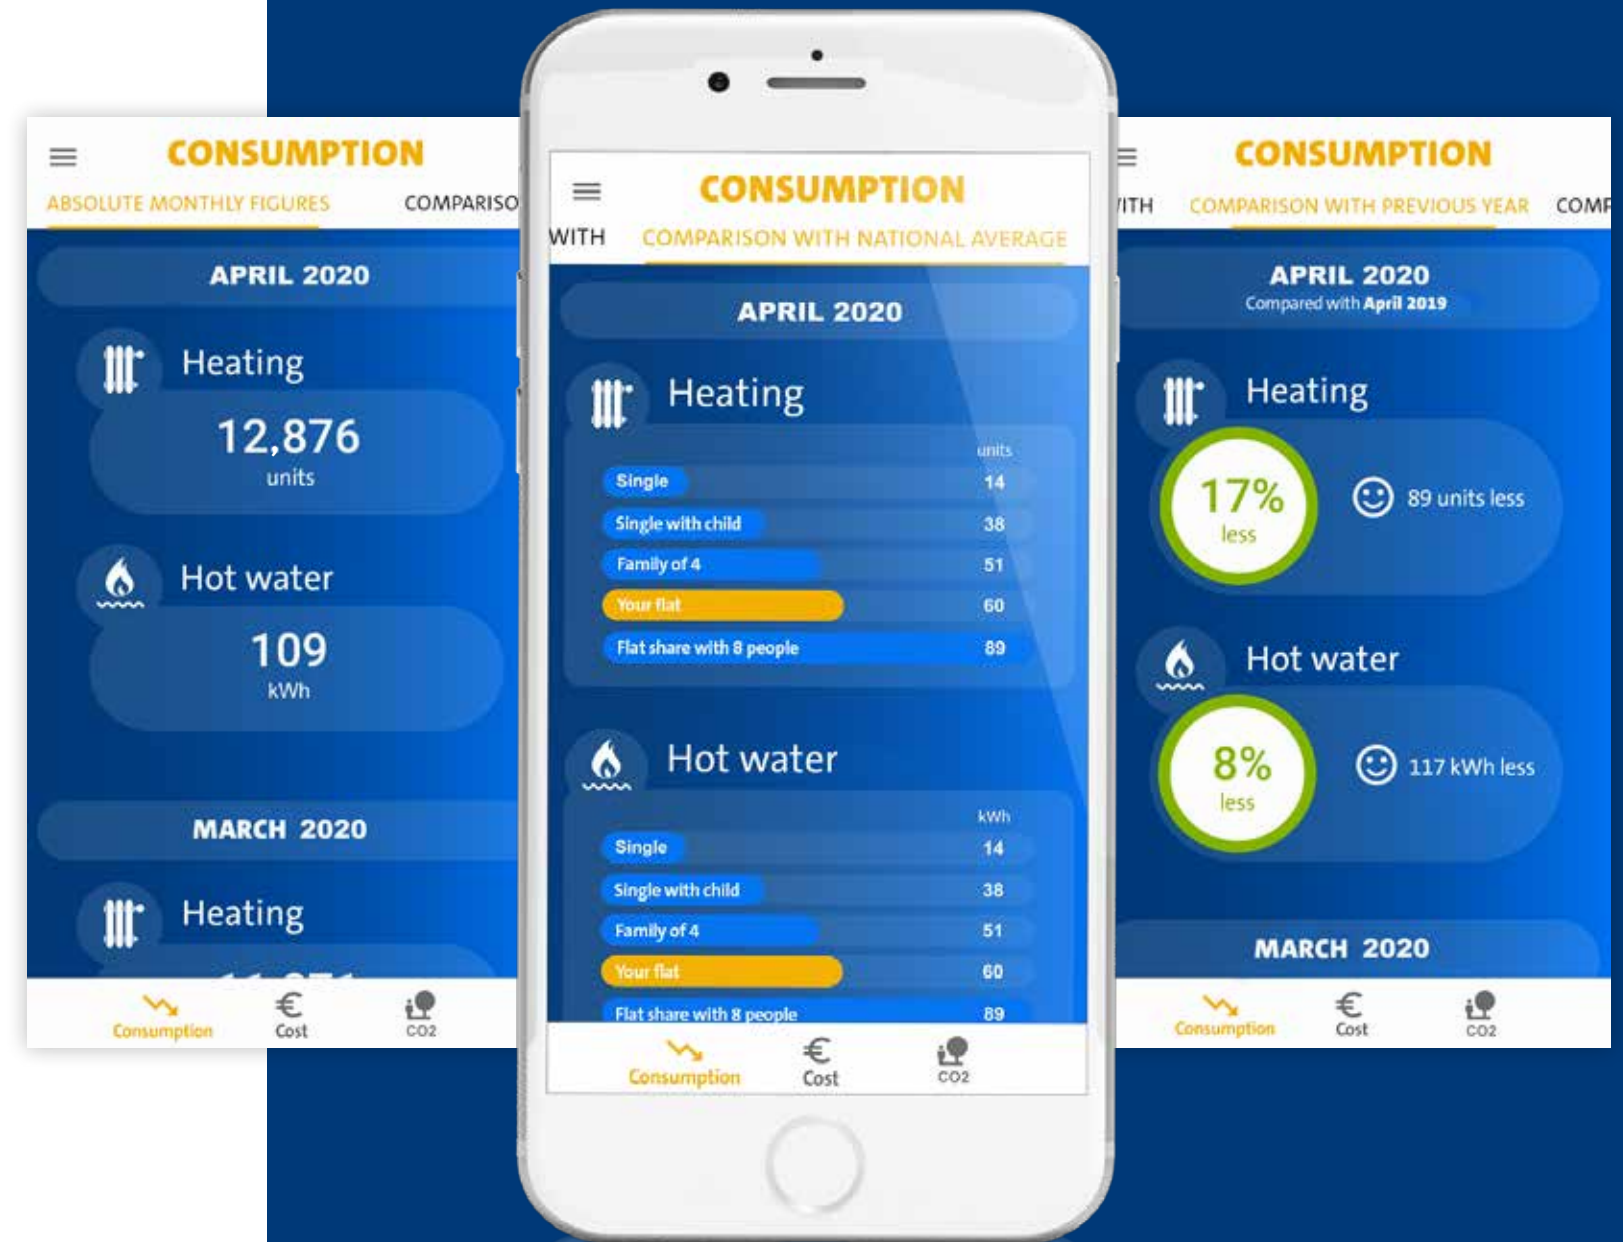 CONSUMPTION
ABSOLUTE MONTHLY FIGURES COMPARISO
APRIL 2020
Heating
12,876
units
Hot water
109
kWh
MARCH 2020
Heating
Consumption
Cost
CO2
CONSUMPTION
WITH COMPARISON WITH NATIONAL AVERAGE
APRIL 2020
Heating
units
Single 14
Single with child 38
Family of 4 51
Your flat 60
Flat share with 8 people 89
Hot water
kWh
Single 14
Single with child 38
Family of 4 51
Your flat 60
Flat share with 8 people 89
Consumption
€
Cost
CO2
CONSUMPTION
ITH COMPARISON WITH PREVIOUS YEAR COMP
APRIL 2020
Compared with April 2019
Heating
17%
less
89 units less
Hot water
8%
less
117 kWh less
MARCH 2020
Consumption
€
Cost
CO2